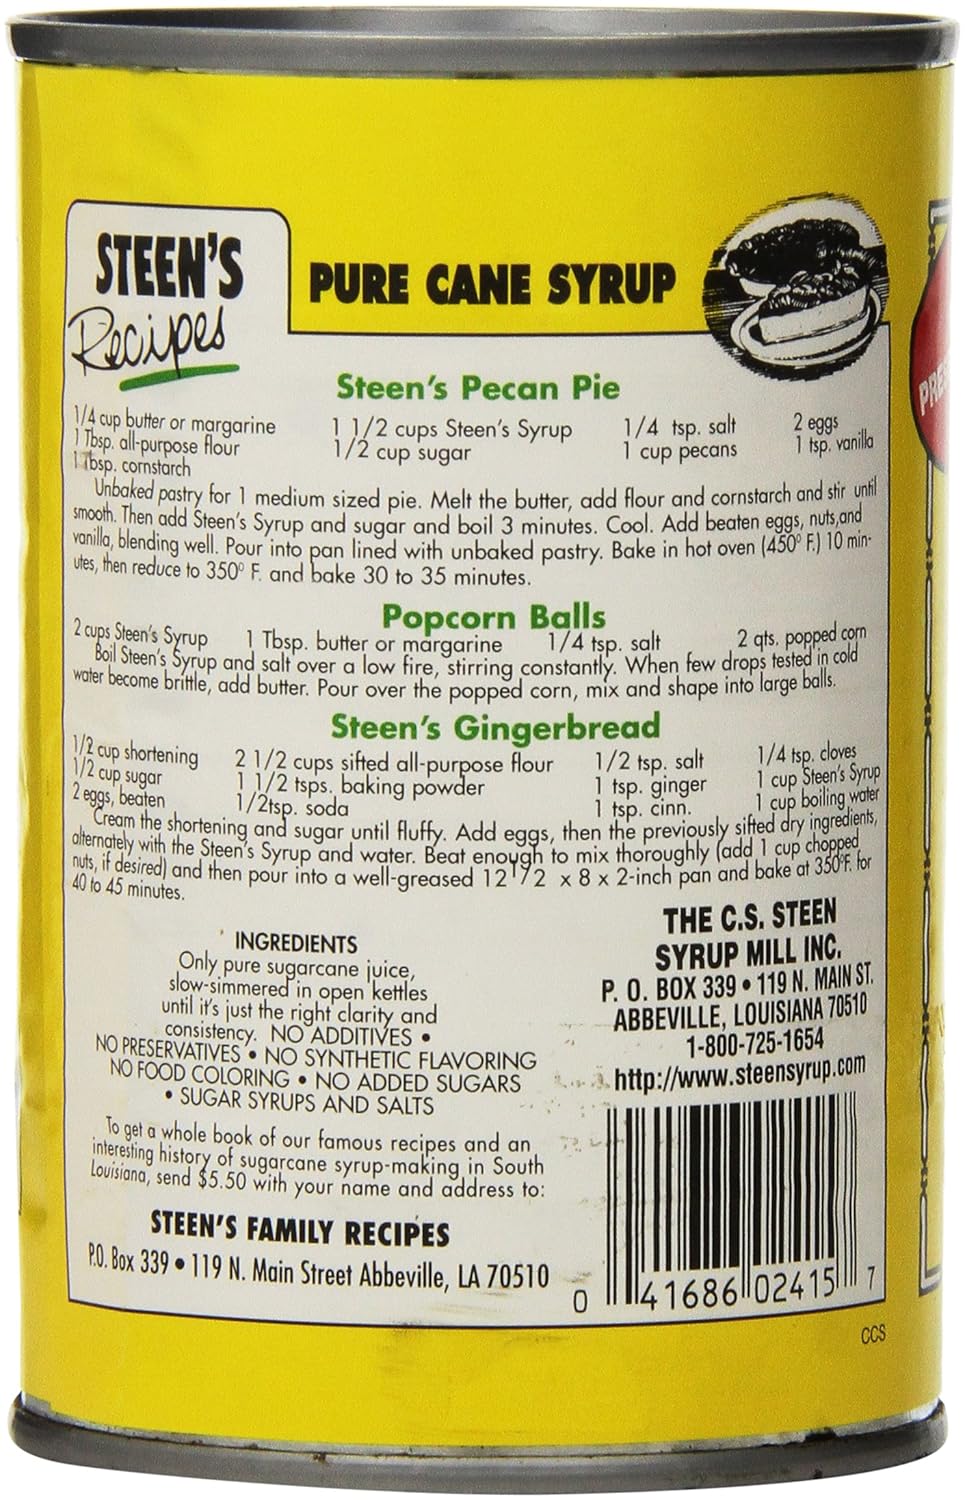 STEEN'S
Recipes
PURE CANE SYRUP
Steen's Pecan Pie
1/4 cup butter or margarine 1 1/2 cups Steen's Syrup 1/4 tsp. salt 2 eggs
1 Tbsp. all-purpose flour 1/2 cup sugar 1 cup pecans 1 tsp. vanilla
1 Tbsp. cornstarch
Unbaked pastry for 1 medium sized pie. Melt the butter, add flour and cornstarch and stir until
smooth. Then add Steen's Syrup and sugar and boil 3 minutes. Cool. Add beaten eggs, nuts,and
vanilla, blending well. Pour into pan lined with unbaked pastry. Bake in hot oven (450º F.) 10 min-
utes, then reduce to 350º F. and bake 30 to 35 minutes.
Popcorn Balls
2 cups Steen's Syrup 1 Tbsp. butter or margarine 1/4 tsp. salt 2 qts. popped corn
Boil Steen's Syrup and salt over a low fire, stirring constantly. When few drops tested in cold
water become brittle, add butter. Pour over the popped corn, mix and shape into large balls.
Steen's Gingerbread
1/2 cup shortening 2 1/2 cups sifted all-purpose flour 1/2 tsp. salt 1/4 tsp. cloves
1/2 cup sugar 1 1/2 tsps. baking powder 1 tsp. ginger 1 cup Steen's Syrup
2 eggs, beaten 1/2tsp. soda 1 tsp. cinn. 1 cup boiling water
Cream the shortening and sugar until fluffy. Add eggs, then the previously sifted dry ingredients,
alternately with the Steen's Syrup and water. Beat enough to mix thoroughly (add 1 cup chopped
nuts, if desired) and then pour into a well-greased 12 1/2 x 8 x 2-inch pan and bake at 350ºF. for
40 to 45 minutes.
INGREDIENTS
Only pure sugarcane juice,
slow-simmered in open kettles
until it's just the right clarity and
consistency. NO ADDITIVES •
NO PRESERVATIVES • NO SYNTHETIC FLAVORING
NO FOOD COLORING • NO ADDED SUGARS
• SUGAR SYRUPS AND SALTS
To get a whole book of our famous recipes and an
interesting history of sugarcane syrup-making in South
Louisiana, send $5.50 with your name and address to:
STEEN'S FAMILY RECIPES
P.O. Box 339 • 119 N. Main Street Abbeville, LA 70510
THE C.S. STEEN
SYRUP MILL INC.
P. O. BOX 339 • 119 N. MAIN ST.
ABBEVILLE, LOUISIANA 70510
1-800-725-1654
http://www.steensyrup.com
0 41686 02415 7
CCS